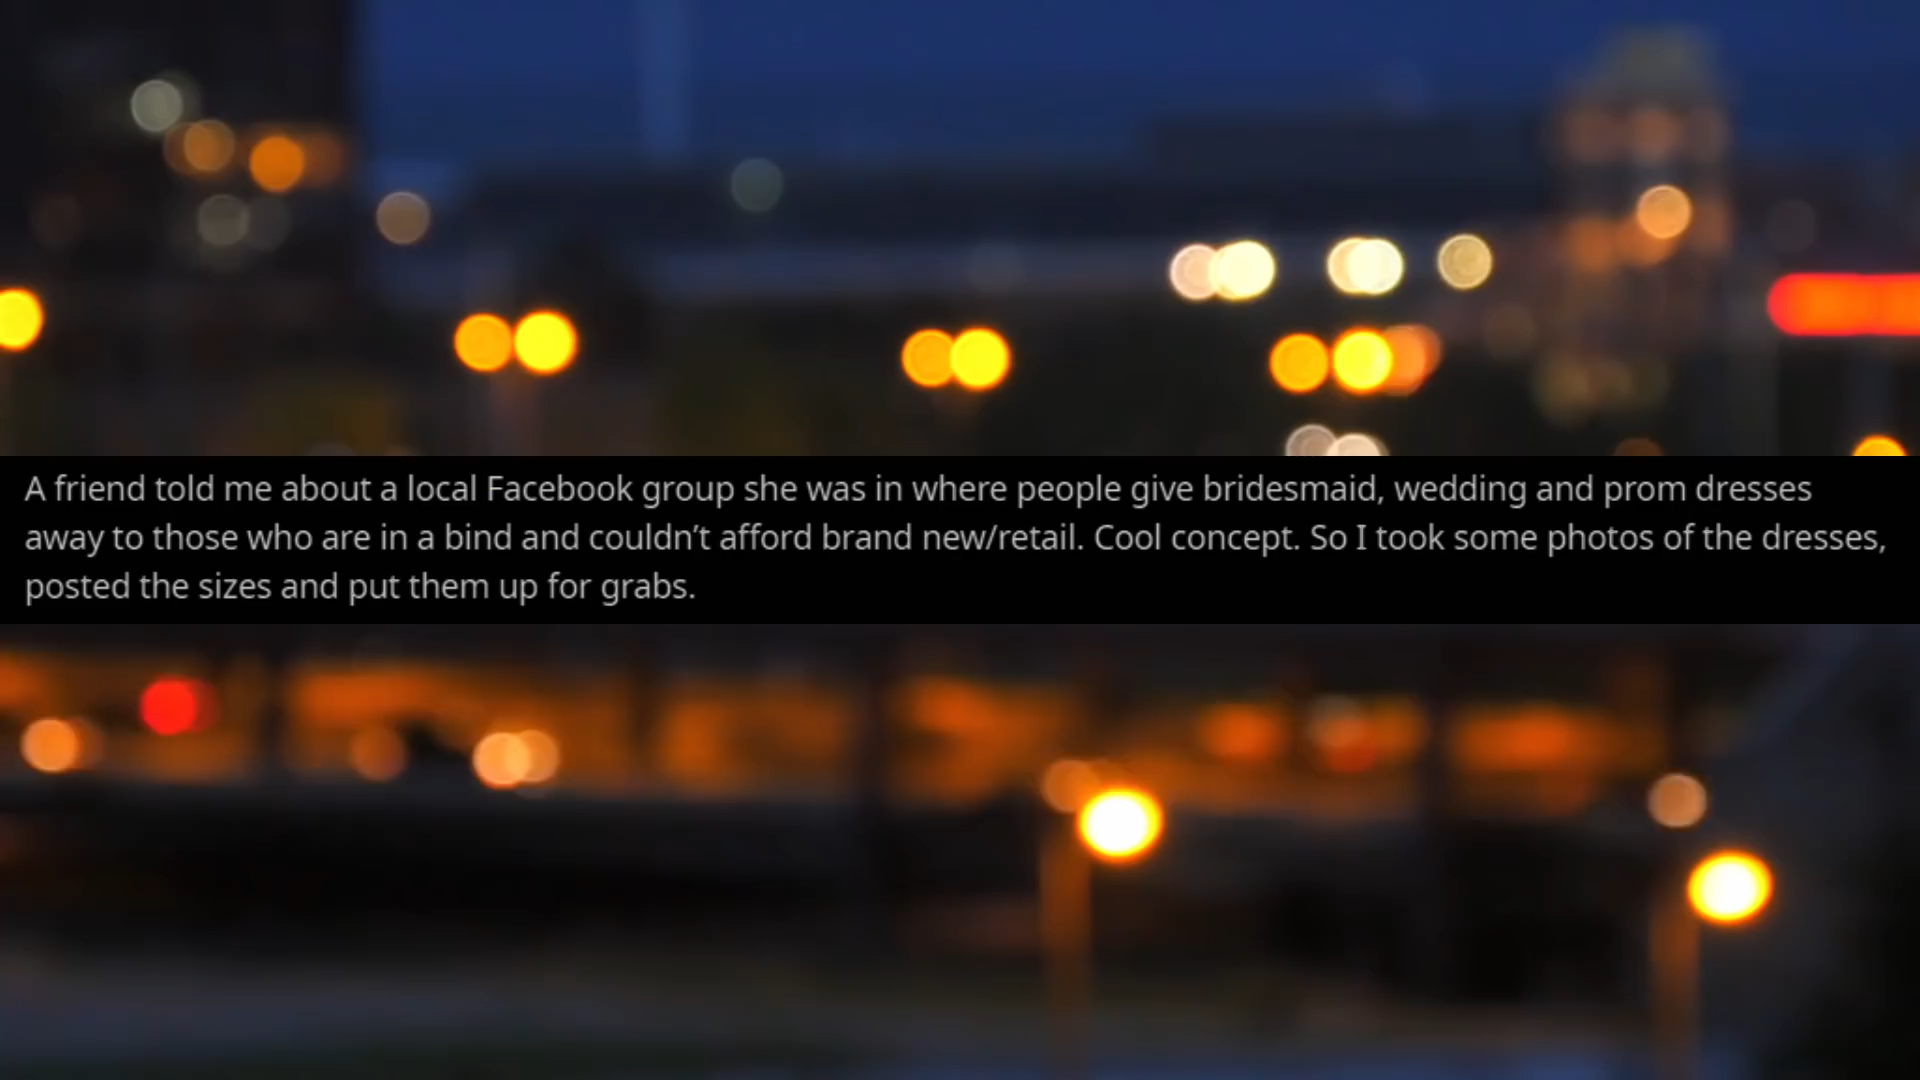 A friend told me about a local Facebook group she was in where people give bridesmaid, wedding and prom dresses
away to those who are in a bind and couldn’t afford brand new/retail. Cool concept. So I took some photos of the dresses,
posted the sizes and put them up for grabs.